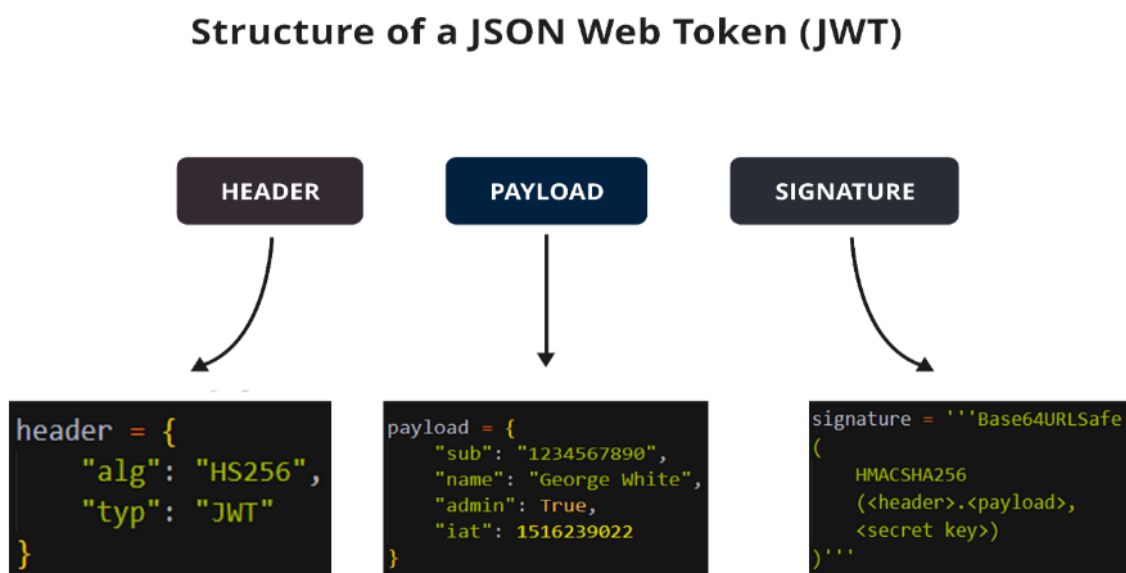 Structure of a JSON Web Token (JWT)
HEADER
PAYLOAD
SIGNATURE
header = {
    "alg": "HS256",
    "typ": "JWT"
}
payload = {
    "sub": "1234567890",
    "name": "George White",
    "admin": True,
    "iat": 1516239022
}
signature = '''Base64URLSafe
(
    HMACSHA256
    (<header>.<payload>,
    <secret key>)
)'''